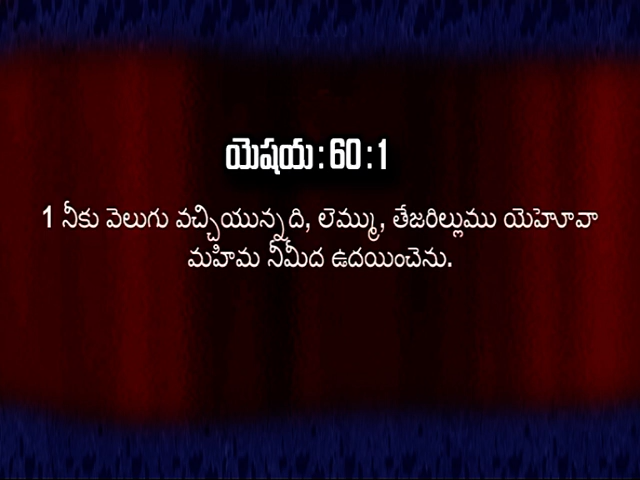 యెషయ : 60 : 1
1 నీకు వెలుగు వచ్చియున్నది, లెమ్ము, తేజరిల్లుము యెహూవా
మహిమ నీమీద ఉదయించెను.